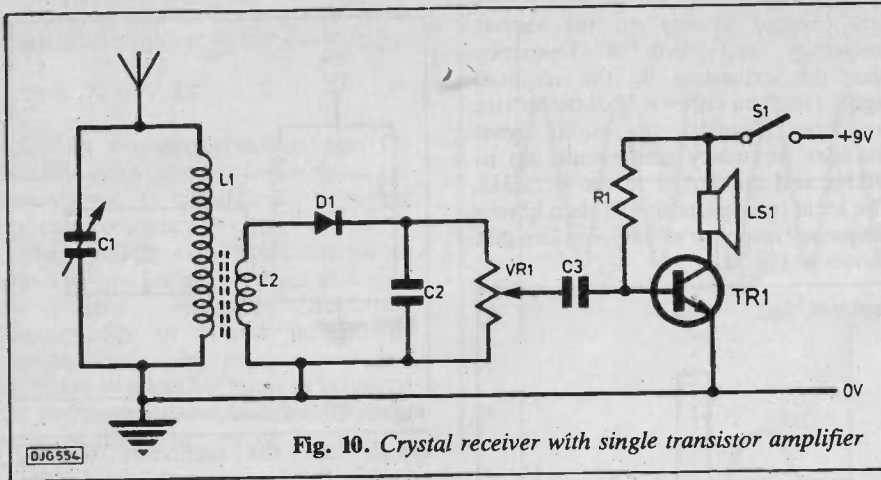 L1
S1
+9V
R1
D1
LS1
C1
L2
VR1
C3
C2
TR1
0V
Fig. 10. Crystal receiver with single transistor amplifier
DJG554